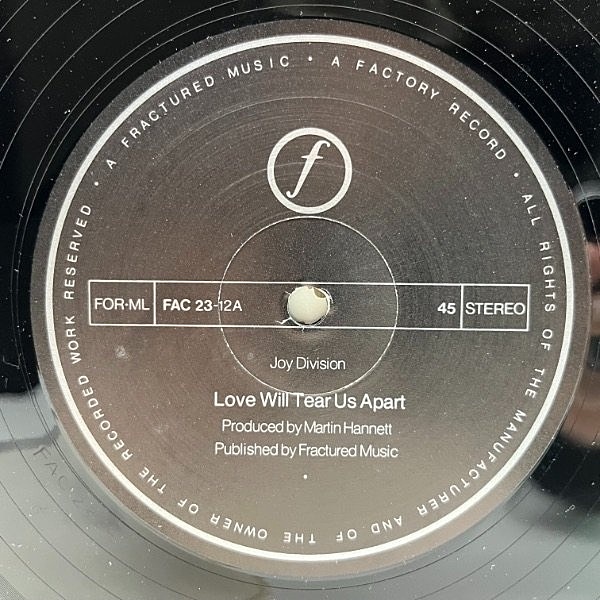 A FRACTURED MUSIC • A FACTORY RECORD • ALL RIGHTS OF THE MANUFACTURER AND OF THE OWNER OF THE RECORDED WORK RESERVED •
f
FOR·ML FAC 23-12A 45 STEREO
Joy Division
Love Will Tear Us Apart
Produced by Martin Hannett
Published by Fractured Music